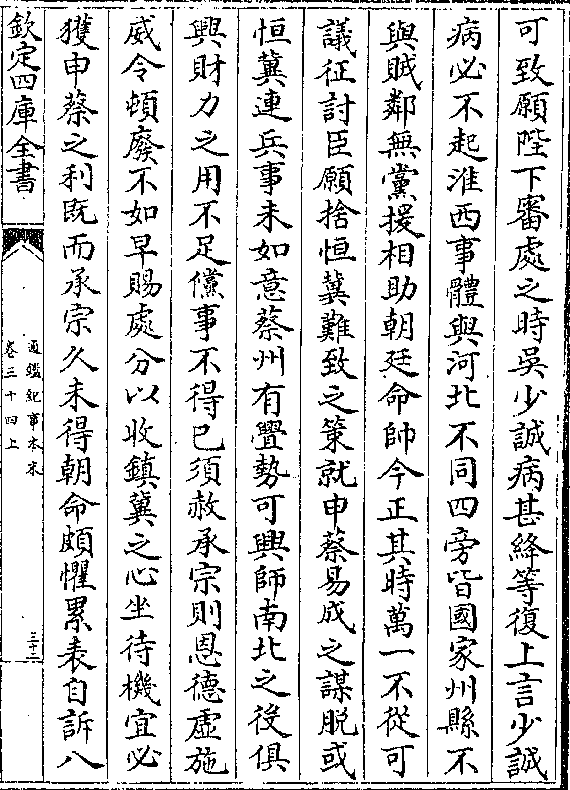 可致願陛下審處之時吳少誠病甚絳等復上言少誠
病必不起淮西事體與河北不同四旁皆國家州縣不
與賊鄰無黨援相助朝廷命帥今正其時萬一不從可
議征討臣願捨恒冀難致之策就申蔡易成之謀脱或
恒冀連兵事未如意蔡州有釁勢可興師南北之役俱
興財力之用不足儻事不得已須赦承宗則恩德虛施
威令頓廢不如早賜處分以收鎮冀之心坐待機宜必
獲申蔡之利既而承宗久未得朝命頗懼累表自訴八
欽定四庫全書
通鑑紀事本末
卷三十四上
三十二